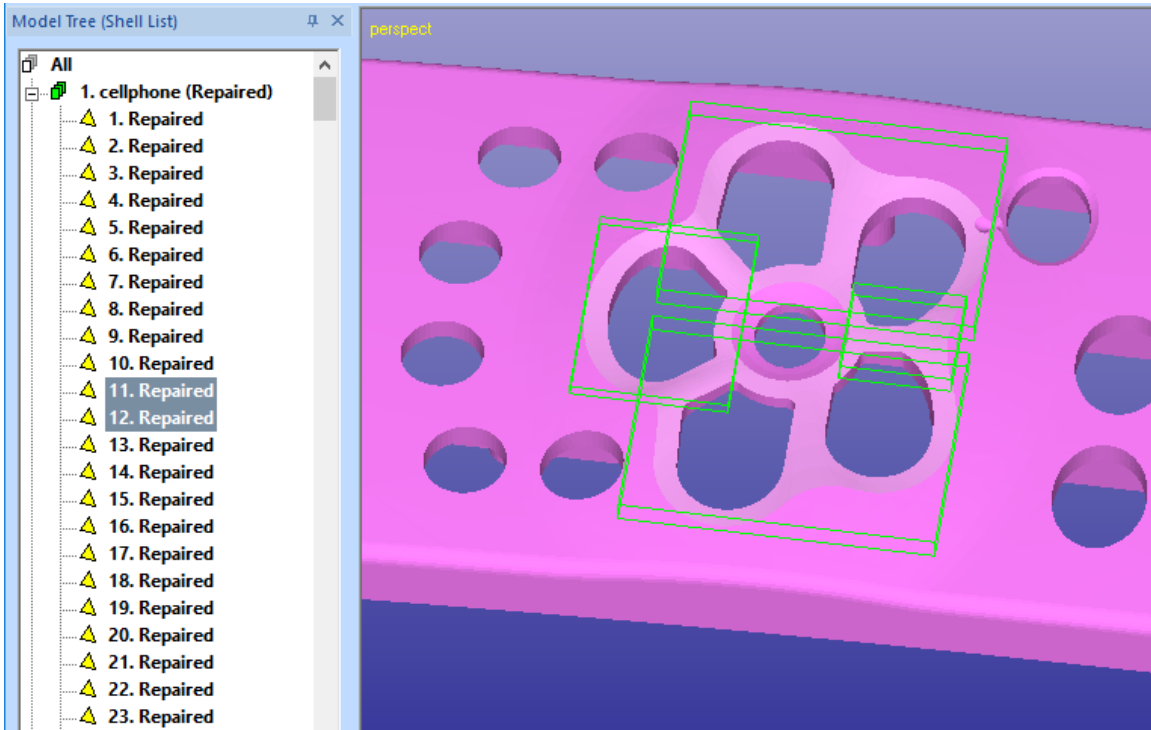 Model Tree (Shell List)
All
1. cellphone (Repaired)
1. Repaired
2. Repaired
3. Repaired
4. Repaired
5. Repaired
6. Repaired
7. Repaired
8. Repaired
9. Repaired
10. Repaired
11. Repaired
12. Repaired
13. Repaired
14. Repaired
15. Repaired
16. Repaired
17. Repaired
18. Repaired
19. Repaired
20. Repaired
21. Repaired
22. Repaired
23. Repaired
perspect